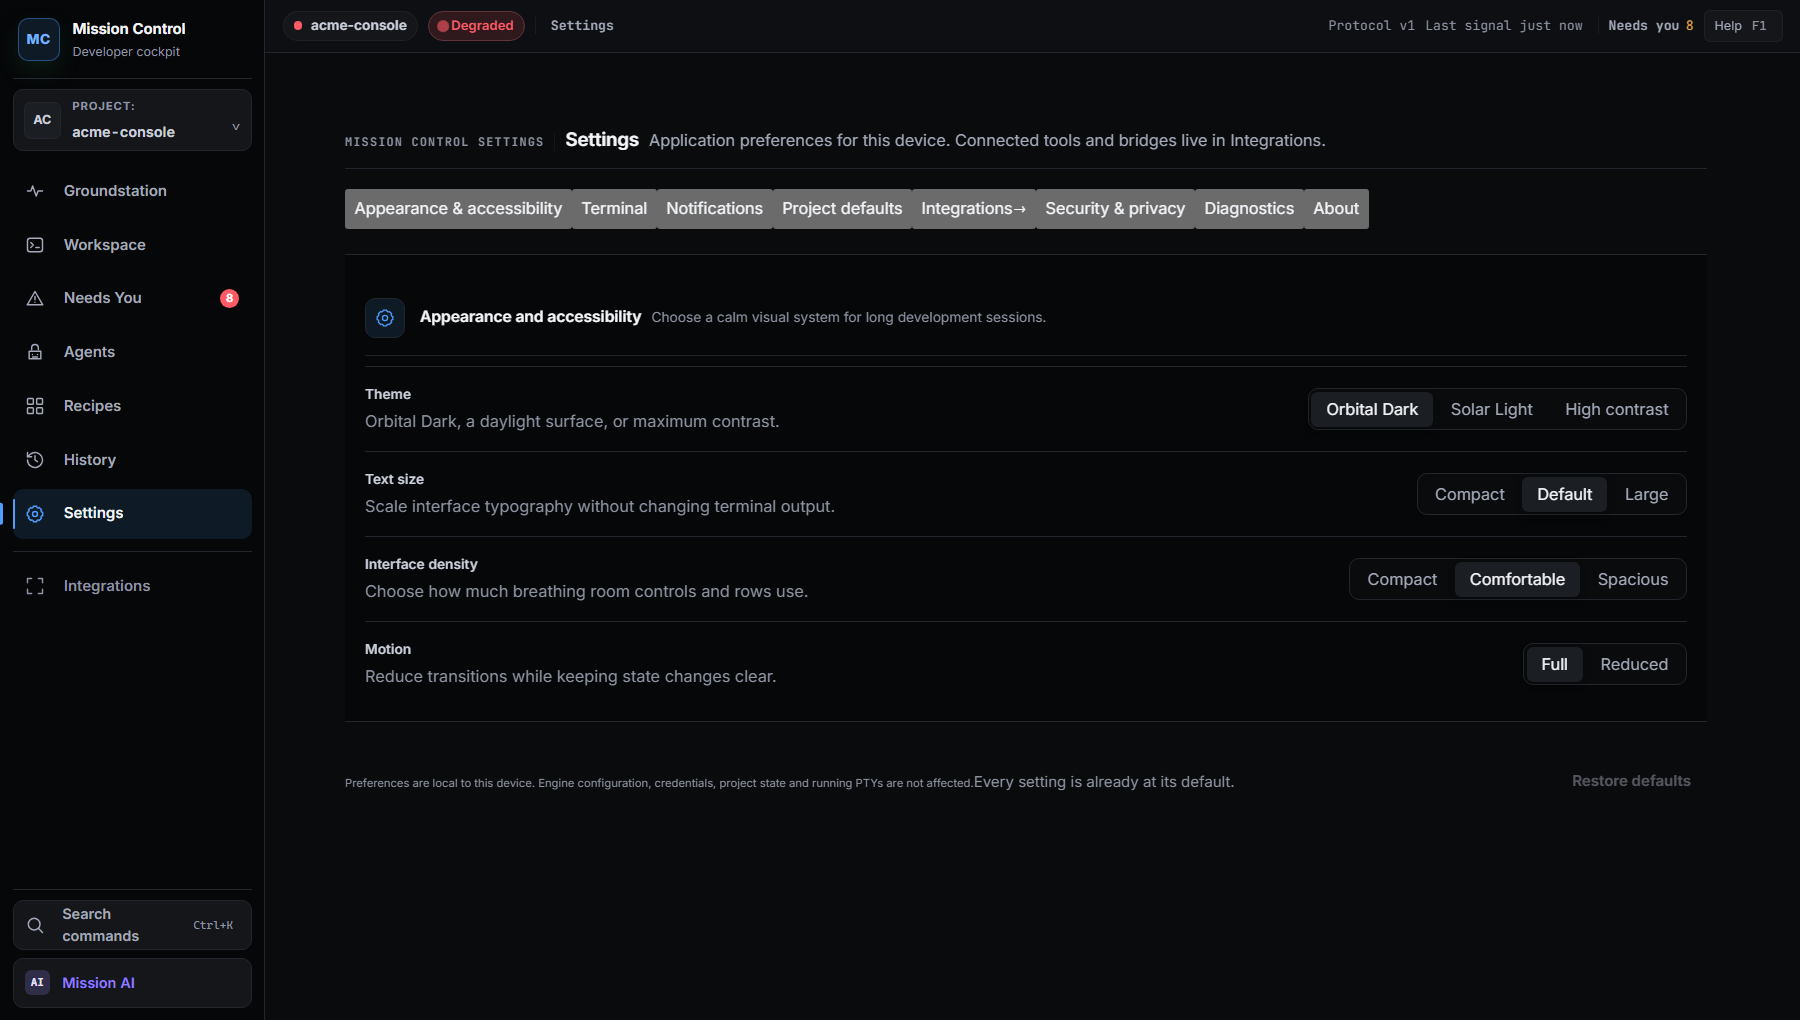 MC
Mission Control
Developer cockpit
AC
PROJECT:
acme-console
v
Groundstation
Workspace
Needs You
8
Agents
Recipes
History
Settings
Integrations
Search commands
Ctrl+K
AI
Mission AI
acme-console
Degraded
Settings
Protocol v1
Last signal just now
Needs you 8
Help F1
MISSION CONTROL SETTINGS
Settings
Application preferences for this device. Connected tools and bridges live in Integrations.
Appearance & accessibility
Terminal
Notifications
Project defaults
Integrations→
Security & privacy
Diagnostics
About
Appearance and accessibility
Choose a calm visual system for long development sessions.
Theme
Orbital Dark, a daylight surface, or maximum contrast.
Orbital Dark
Solar Light
High contrast
Text size
Scale interface typography without changing terminal output.
Compact
Default
Large
Interface density
Choose how much breathing room controls and rows use.
Compact
Comfortable
Spacious
Motion
Reduce transitions while keeping state changes clear.
Full
Reduced
Preferences are local to this device. Engine configuration, credentials, project state and running PTYs are not affected.Every setting is already at its default.
Restore defaults